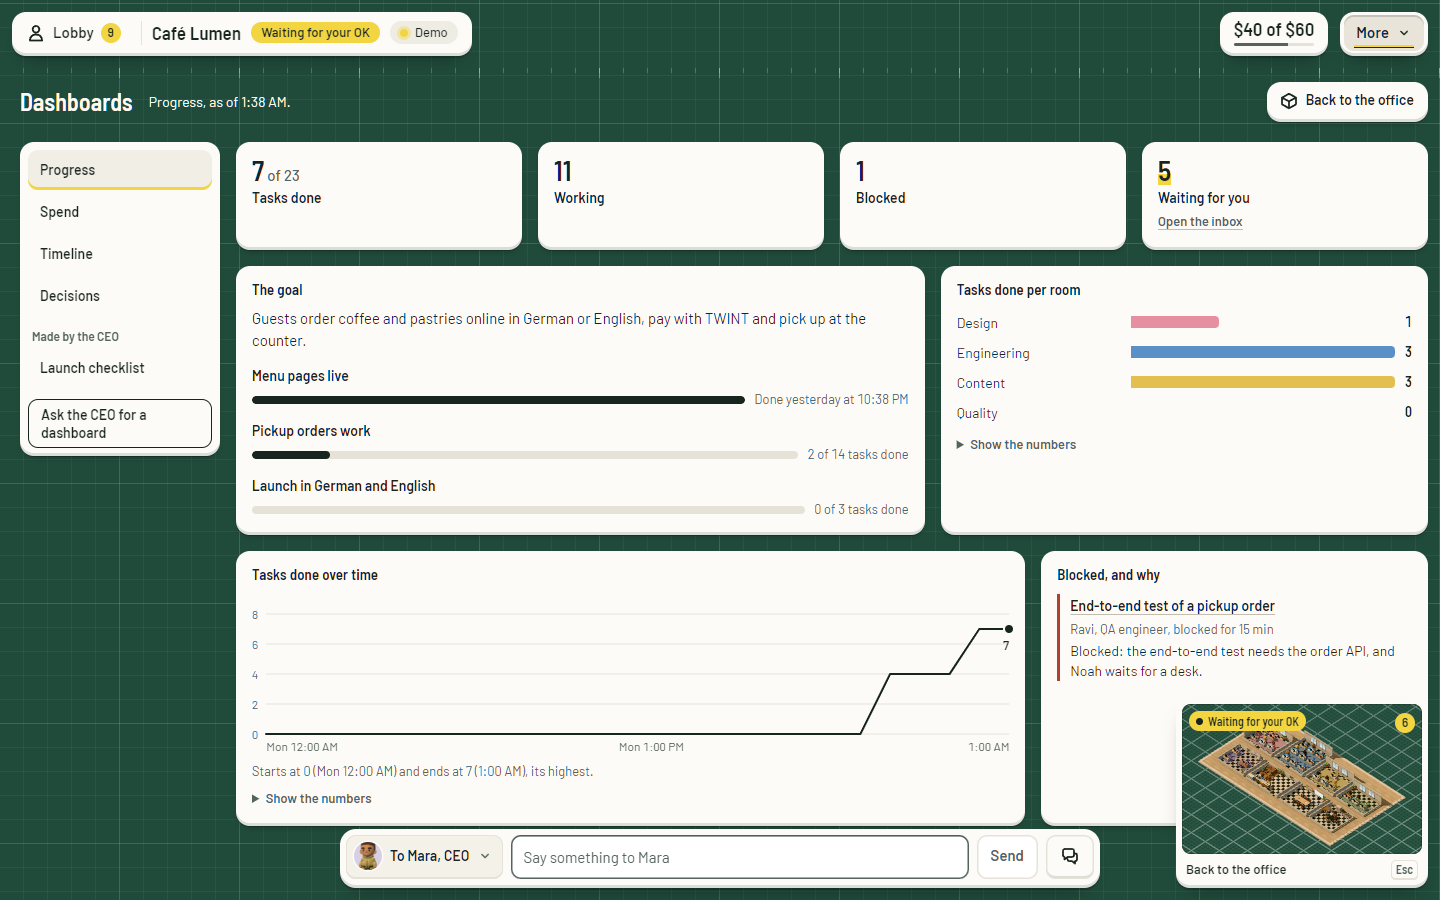 Lobby 9
Café Lumen
Waiting for your OK
Demo
$40 of $60
More
Dashboards
Progress, as of 1:38 AM.
Back to the office
Progress
Spend
Timeline
Decisions
Made by the CEO
Launch checklist
Ask the CEO for a
dashboard
7 of 23
Tasks done
11
Working
1
Blocked
5
Waiting for you
Open the inbox
The goal
Guests order coffee and pastries online in German or English, pay with TWINT and pick up at the
counter.
Menu pages live
Done yesterday at 10:38 PM
Pickup orders work
2 of 14 tasks done
Launch in German and English
0 of 3 tasks done
Tasks done per room
Design 1
Engineering 3
Content 3
Quality 0
Show the numbers
Tasks done over time
8
6
4
2
0
7
Mon 12:00 AM
Mon 1:00 PM
1:00 AM
Starts at 0 (Mon 12:00 AM) and ends at 7 (1:00 AM), its highest.
Show the numbers
Blocked, and why
End-to-end test of a pickup order
Ravi, QA engineer, blocked for 15 min
Blocked: the end-to-end test needs the order API, and
Noah waits for a desk.
Waiting for your OK
6
Back to the office
Esc
To Mara, CEO
Say something to Mara
Send